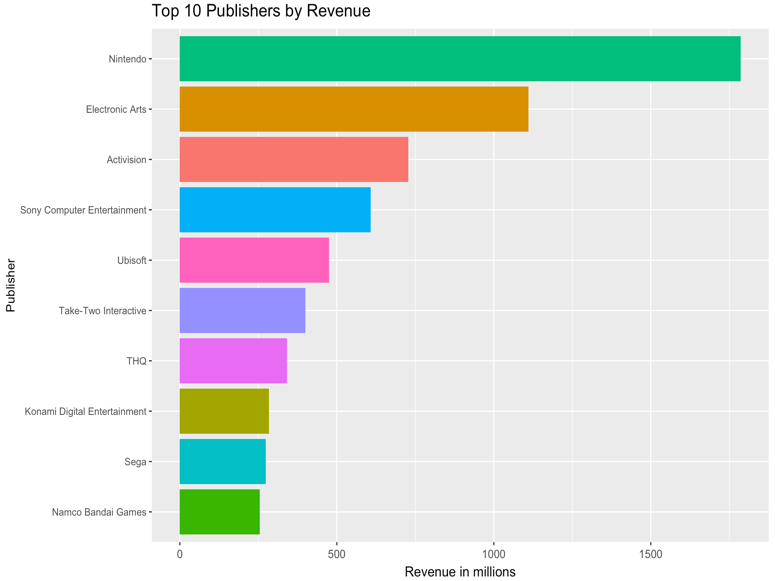 Top 10 Publishers by Revenue
Publisher
Nintendo
Electronic Arts
Activision
Sony Computer Entertainment
Ubisoft
Take-Two Interactive
THQ
Konami Digital Entertainment
Sega
Namco Bandai Games
0 500 1000 1500
Revenue in millions